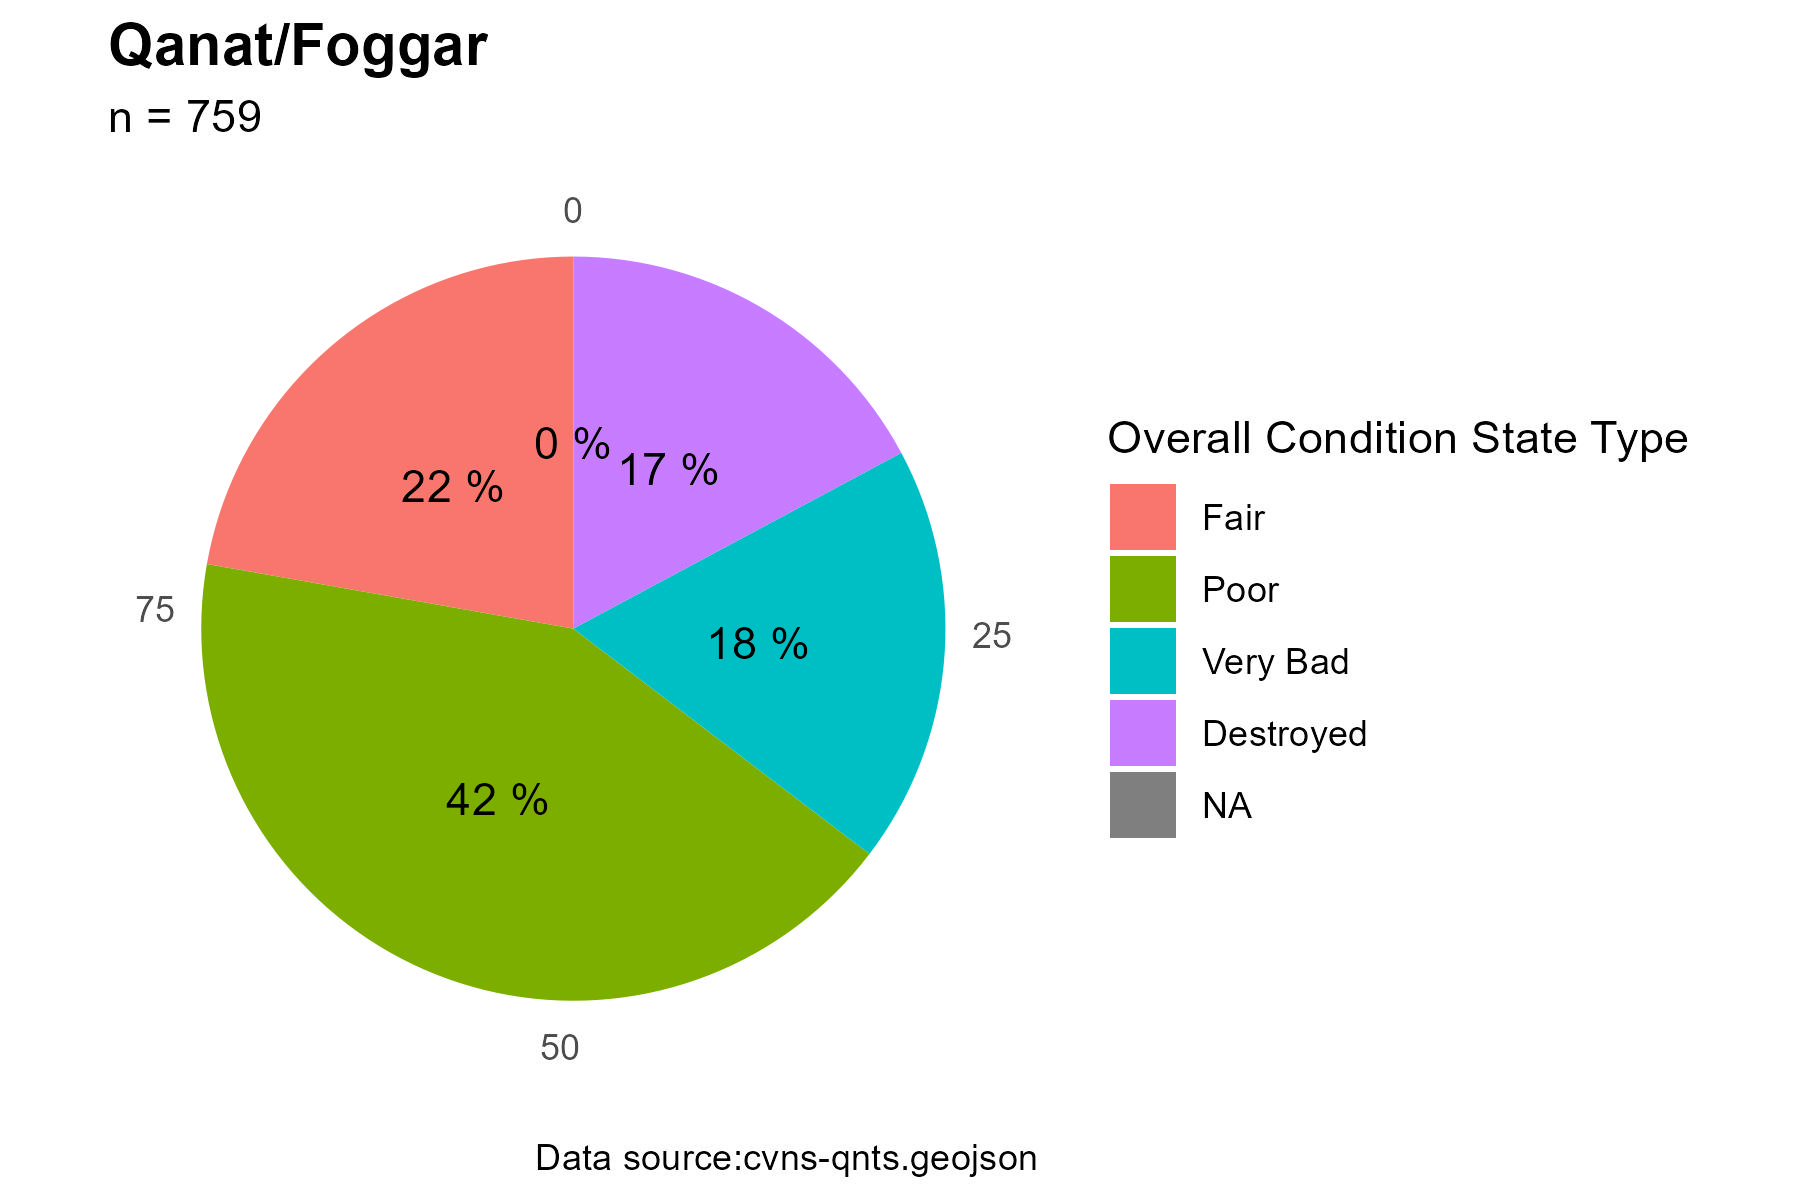 Qanat/Foggar
n = 759
0
0 %
17 %
22 %
75
25
18 %
42 %
50
Overall Condition State Type
Fair
Poor
Very Bad
Destroyed
NA
Data source:cvns-qnts.geojson